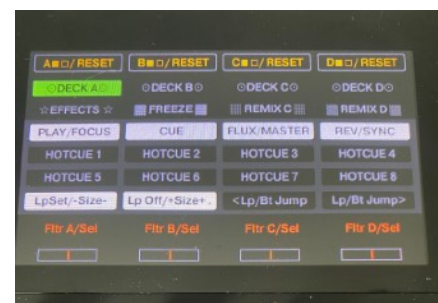 A■□/RESET B■□/RESET C■□/RESET D■□/RESET
⊙DECK A⊙ ⊙DECK B⊙ ⊙DECK C⊙ ⊙DECK D⊙
☆EFFECTS☆ ▦FREEZE▦ ▦REMIX C▦ ▦REMIX D▦
PLAY/FOCUS CUE FLUX/MASTER REV/SYNC
HOTCUE 1 HOTCUE 2 HOTCUE 3 HOTCUE 4
HOTCUE 5 HOTCUE 6 HOTCUE 7 HOTCUE 8
LpSet/-Size- Lp Off/+Size+. <Lp/Bt Jump Lp/Bt Jump>
Fltr A/Sel Fltr B/Sel Fltr C/Sel Fltr D/Sel